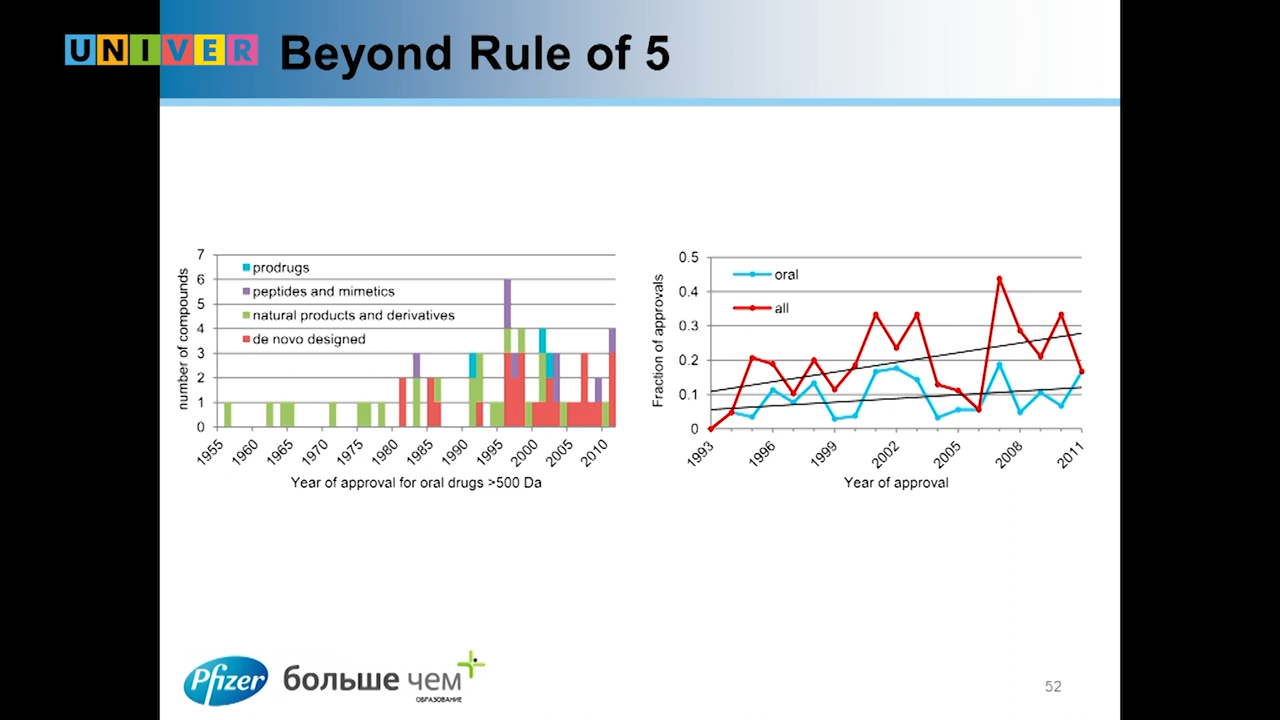 UNIVER
Beyond Rule of 5
7
6
5
4
3
2
1
0
number of compounds
prodrugs
peptides and mimetics
natural products and derivatives
de novo designed
1955 1960 1965 1970 1975 1980 1985 1990 1995 2000 2005 2010
Year of approval for oral drugs >500 Da
0.5
0.4
0.3
0.2
0.1
0
Fraction of approvals
oral
all
1993 1996 1999 2002 2005 2008 2011
Year of approval
Pfizer
больше чем
ОБРАЗОВАНИЕ
52